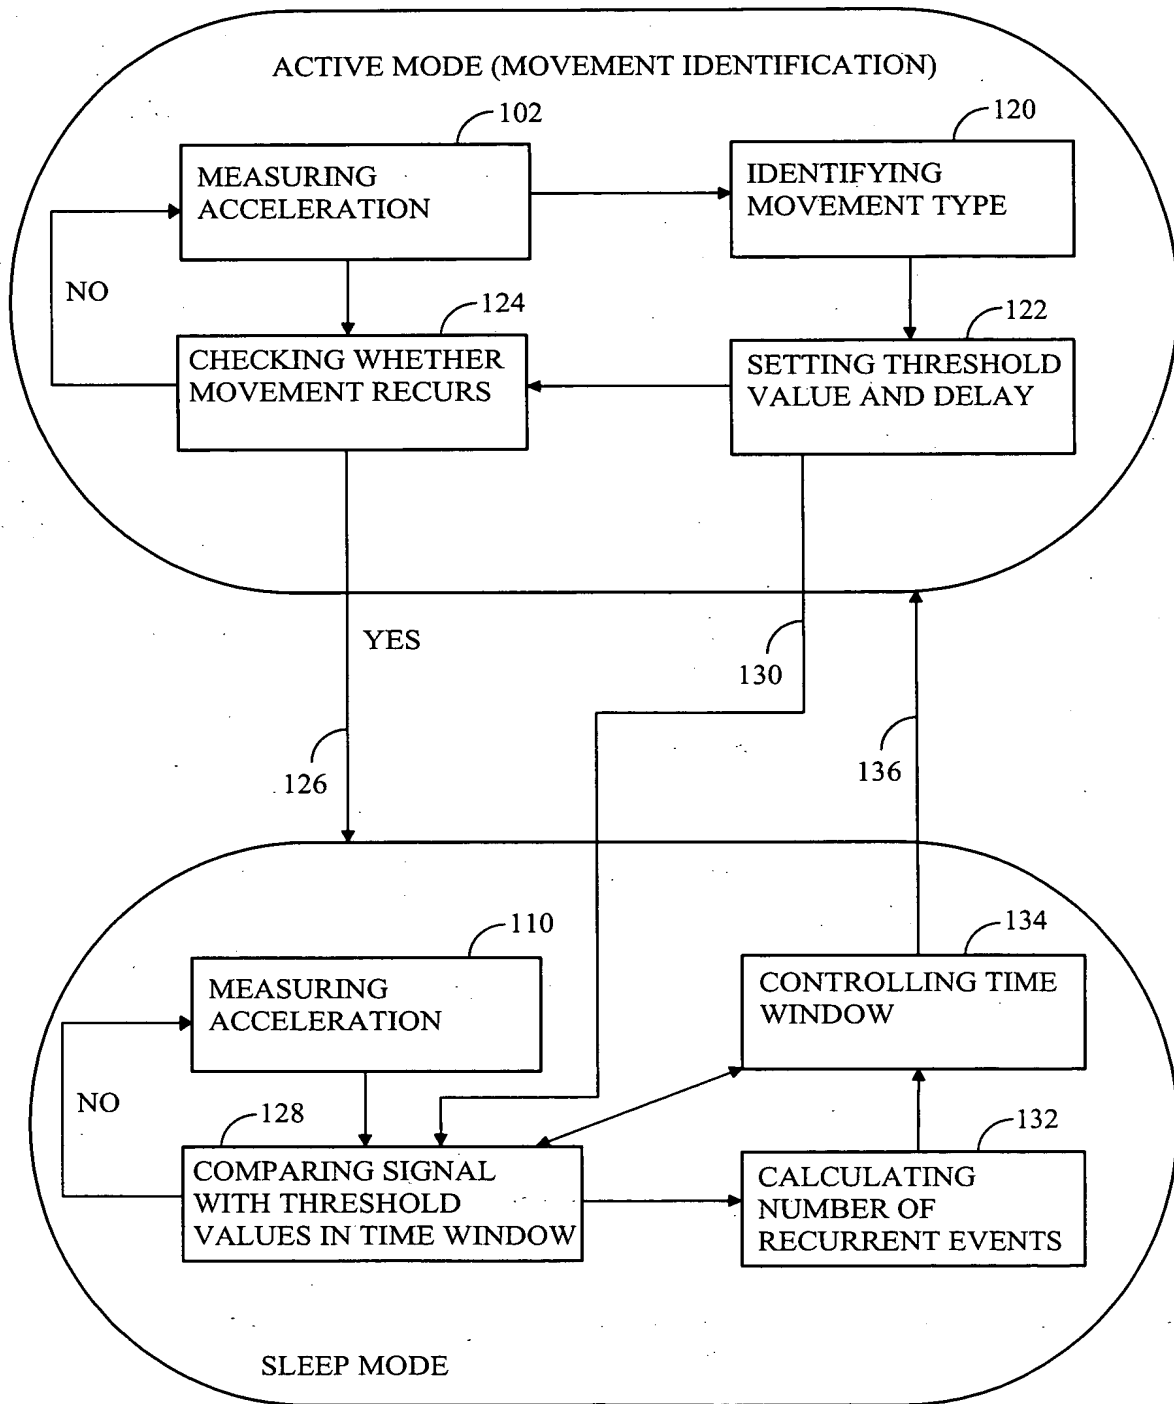 ACTIVE MODE (MOVEMENT IDENTIFICATION)
102
120
MEASURING
ACCELERATION
IDENTIFYING
MOVEMENT TYPE
NO
124
122
CHECKING WHETHER
MOVEMENT RECURS
SETTING THRESHOLD
VALUE AND DELAY
YES
130
126
136
110
134
MEASURING
ACCELERATION
CONTROLLING TIME
WINDOW
NO
128
132
COMPARING SIGNAL
WITH THRESHOLD
VALUES IN TIME WINDOW
CALCULATING
NUMBER OF
RECURRENT EVENTS
SLEEP MODE